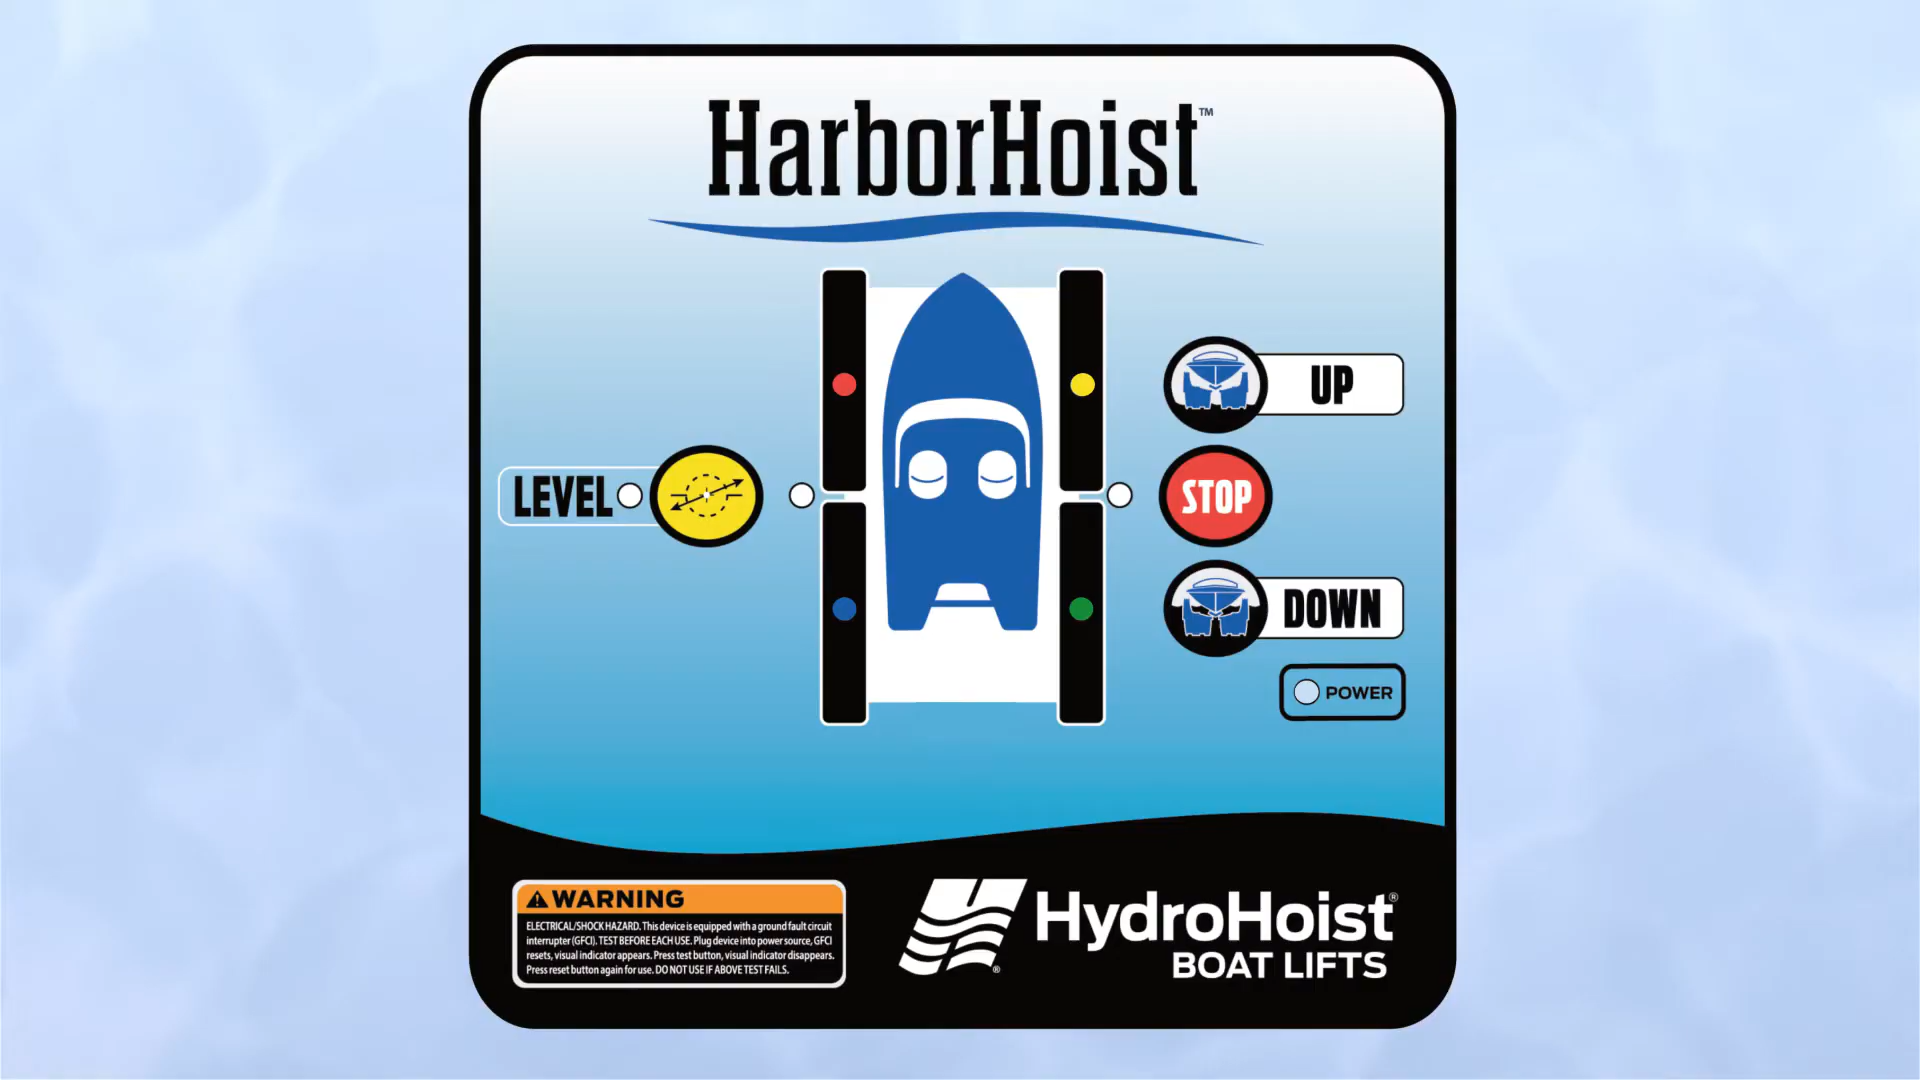 HarborHoist™
UP
LEVEL
STOP
DOWN
POWER
WARNING
ELECTRICAL/SHOCK HAZARD. This device is equipped with a ground fault circuit
interrupter (GFCI). TEST BEFORE EACH USE. Plug device into power source, GFCI
resets, visual indicator appears. Press test button, visual indicator disappears.
Press reset button again for use. DO NOT USE IF ABOVE TEST FAILS.
®
HydroHoist®
BOAT LIFTS